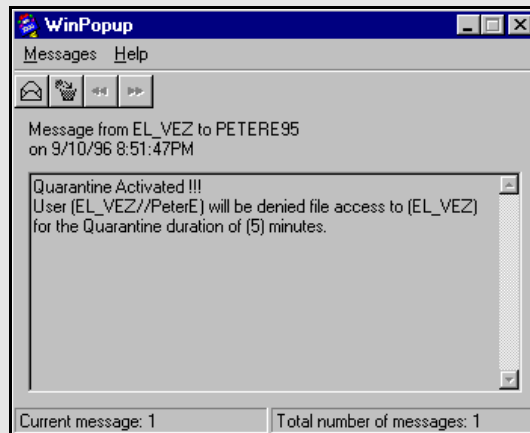 WinPopup
Messages Help
Message from EL_VEZ to PETERE95
on 9/10/96 8:51:47PM
Quarantine Activated !!!
User (EL_VEZ//PeterE) will be denied file access to (EL_VEZ)
for the Quarantine duration of (5) minutes.
Current message: 1 Total number of messages: 1